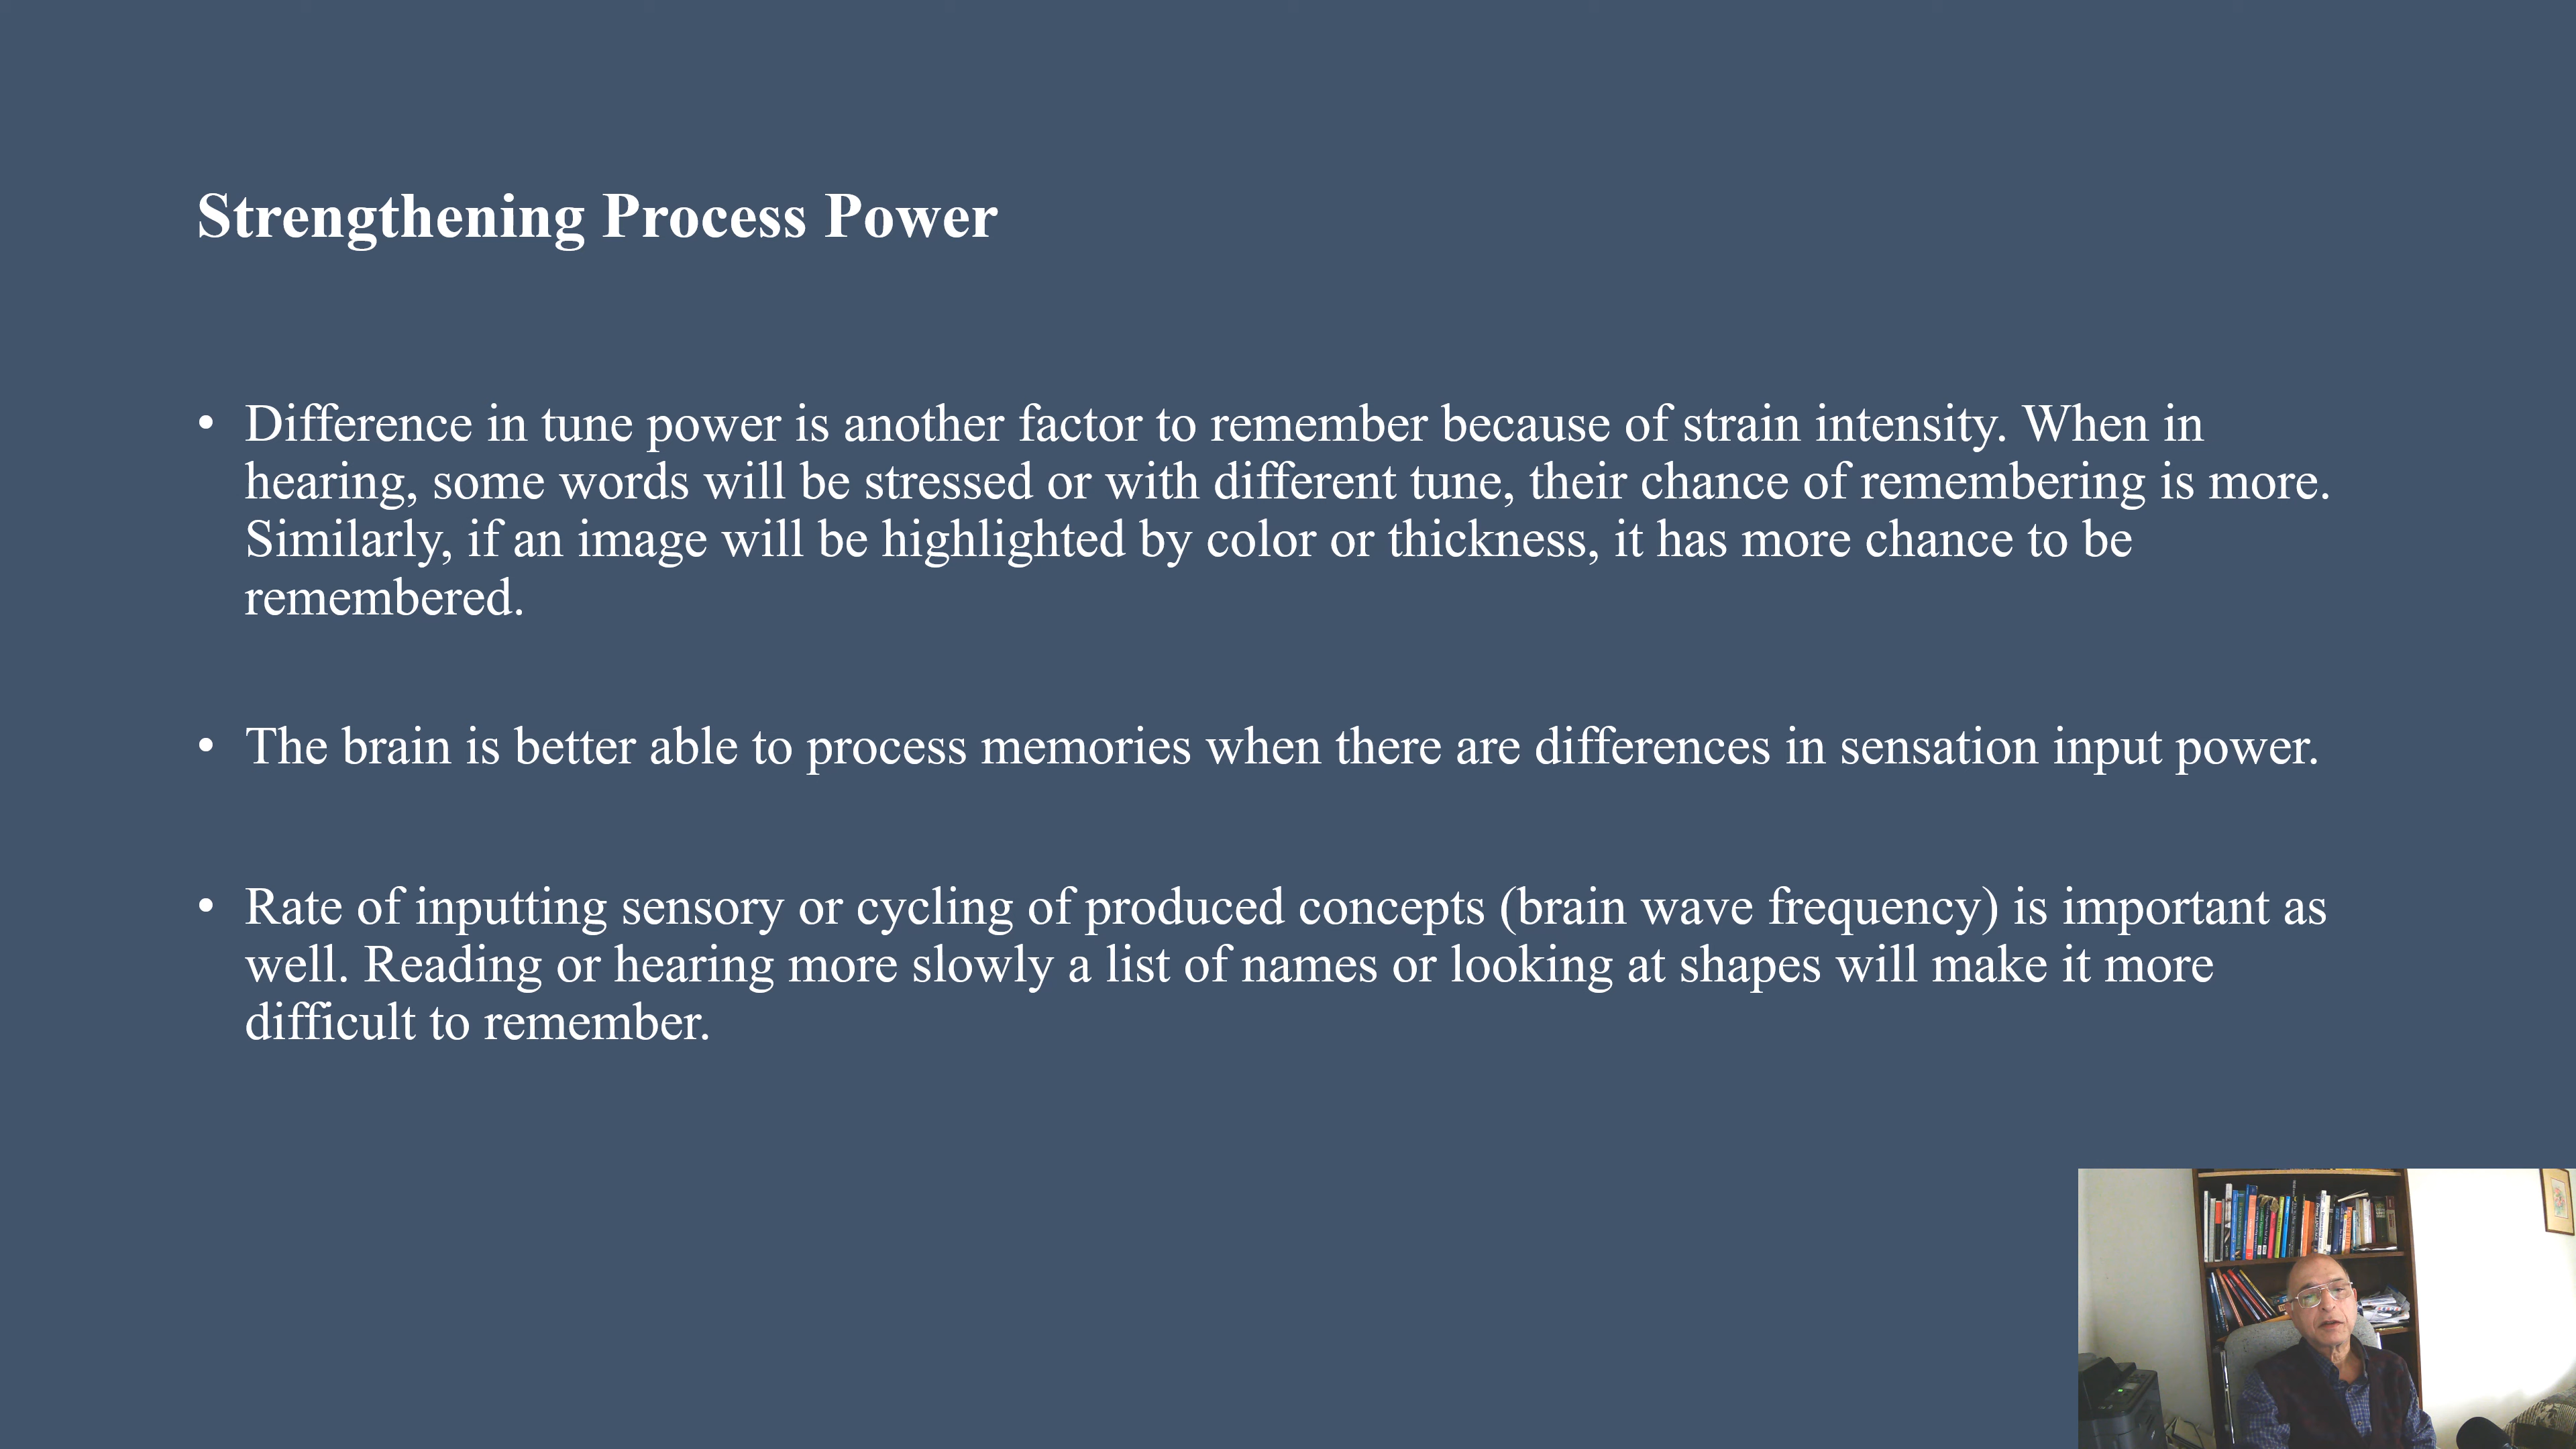 Strengthening Process Power
• Difference in tune power is another factor to remember because of strain intensity. When in
hearing, some words will be stressed or with different tune, their chance of remembering is more.
Similarly, if an image will be highlighted by color or thickness, it has more chance to be
remembered.
• The brain is better able to process memories when there are differences in sensation input power.
• Rate of inputting sensory or cycling of produced concepts (brain wave frequency) is important as
well. Reading or hearing more slowly a list of names or looking at shapes will make it more
difficult to remember.